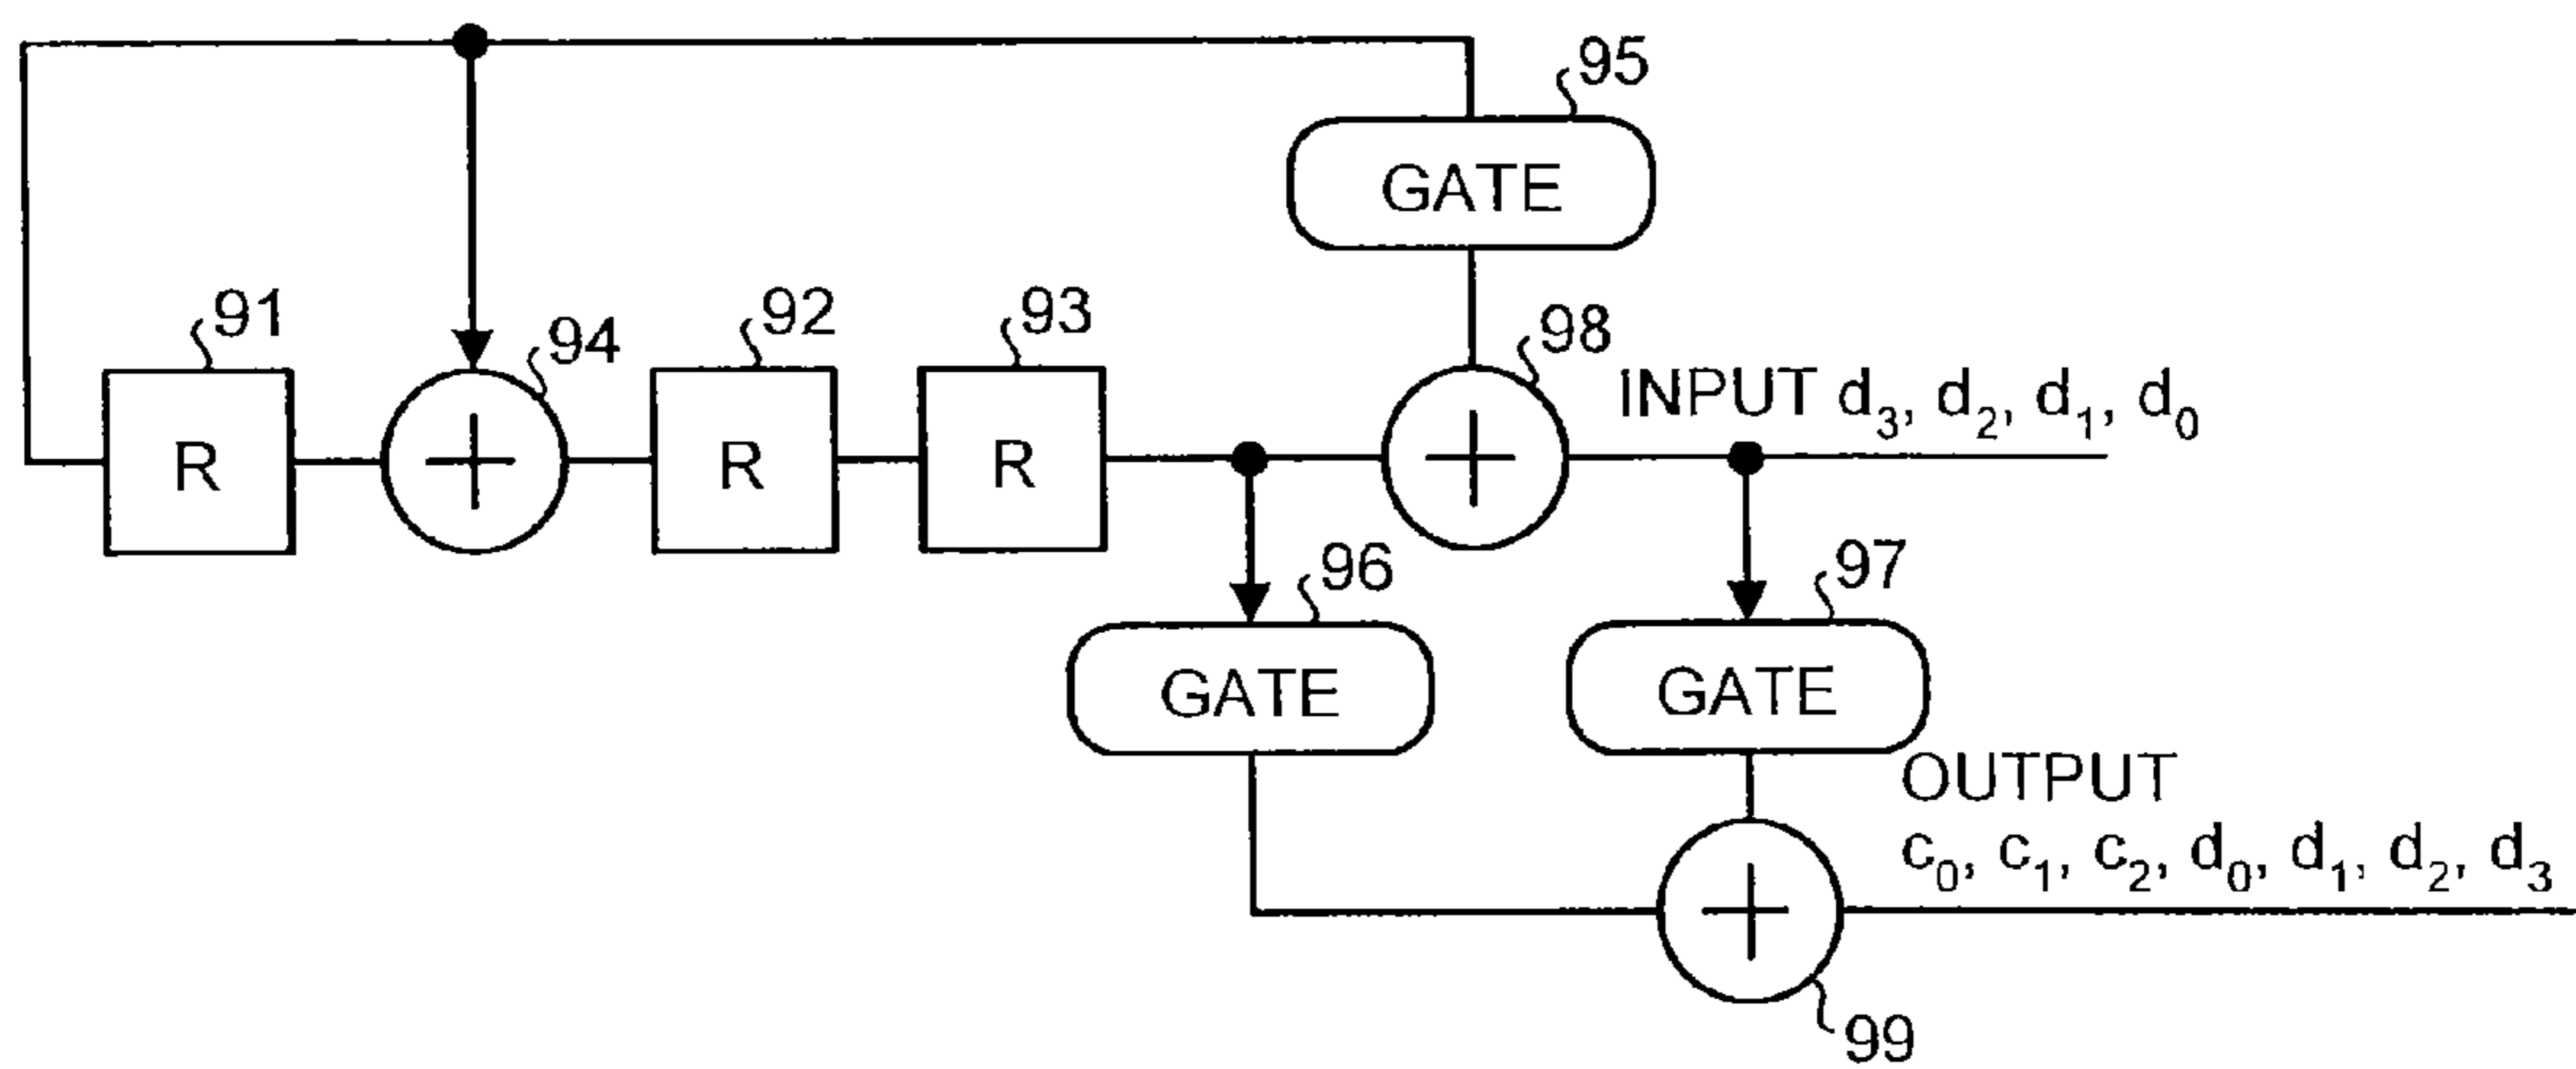 95
GATE
91
94
92
93
98
INPUT d₃, d₂, d₁, d₀
R
R
R
96
97
GATE
GATE
OUTPUT
c₀, c₁, c₂, d₀, d₁, d₂, d₃
99